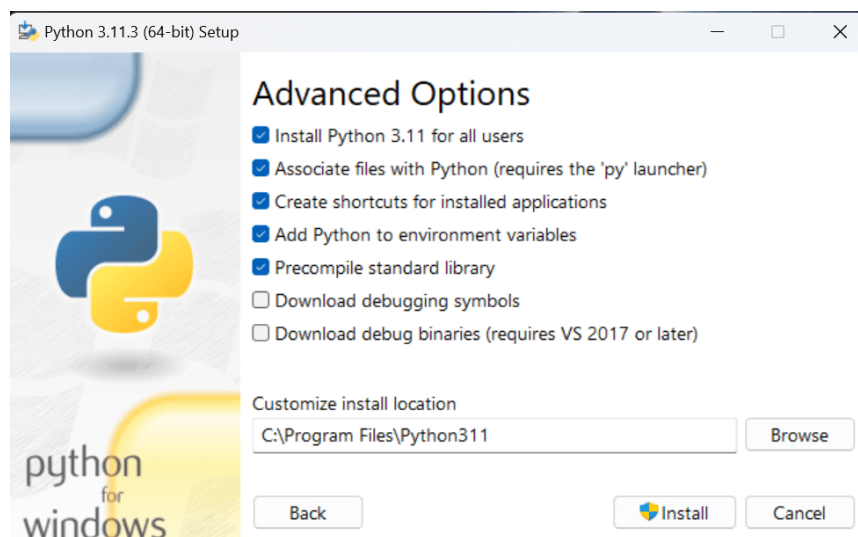 Python 3.11.3 (64-bit) Setup
Advanced Options
Install Python 3.11 for all users
Associate files with Python (requires the 'py' launcher)
Create shortcuts for installed applications
Add Python to environment variables
Precompile standard library
Download debugging symbols
Download debug binaries (requires VS 2017 or later)
Customize install location
C:\Program Files\Python311
Browse
python
for
windows
Back
Install
Cancel